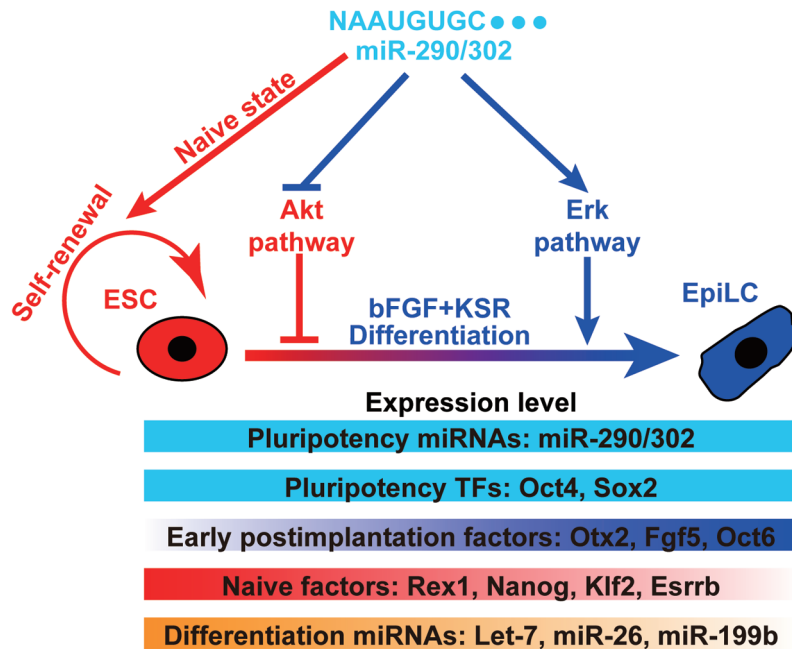 NAAUGUGC●●●
miR-290/302
Naive state
Self-renewal
Akt
pathway
Erk
pathway
ESC
bFGF+KSR
Differentiation
EpiLC
Expression level
Pluripotency miRNAs: miR-290/302
Pluripotency TFs: Oct4, Sox2
Early postimplantation factors: Otx2, Fgf5, Oct6
Naive factors: Rex1, Nanog, Klf2, Esrrb
Differentiation miRNAs: Let-7, miR-26, miR-199b